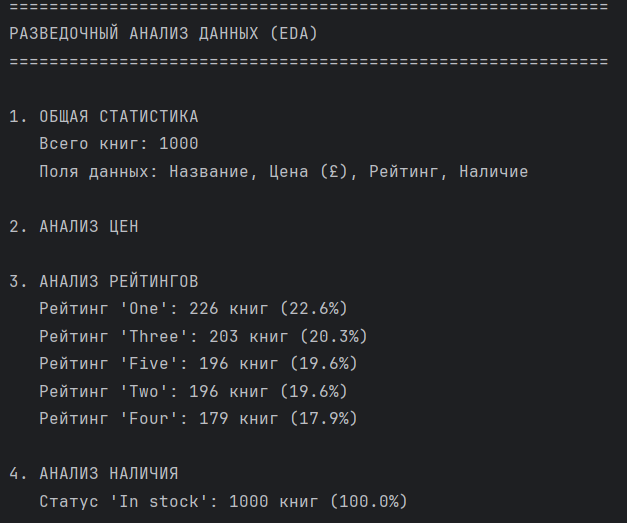 ============================================================
РАЗВЕДОЧНЫЙ АНАЛИЗ ДАННЫХ (EDA)
============================================================
1. ОБЩАЯ СТАТИСТИКА
Всего книг: 1000
Поля данных: Название, Цена (£), Рейтинг, Наличие
2. АНАЛИЗ ЦЕН
3. АНАЛИЗ РЕЙТИНГОВ
Рейтинг 'One': 226 книг (22.6%)
Рейтинг 'Three': 203 книг (20.3%)
Рейтинг 'Five': 196 книг (19.6%)
Рейтинг 'Two': 196 книг (19.6%)
Рейтинг 'Four': 179 книг (17.9%)
4. АНАЛИЗ НАЛИЧИЯ
Статус 'In stock': 1000 книг (100.0%)